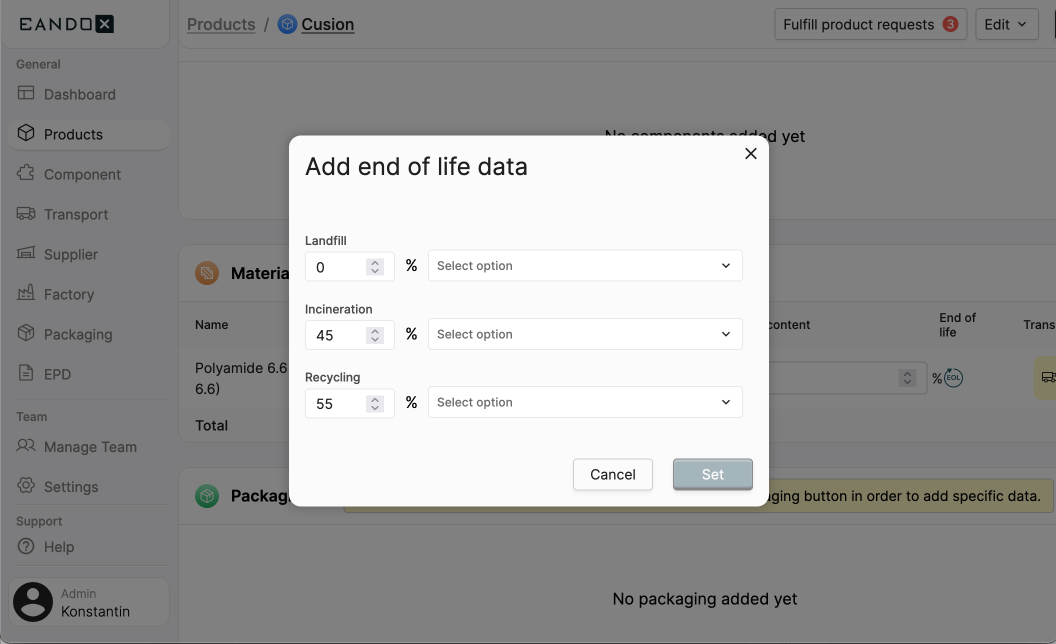 EANDOX
Products / Cusion
Fulfill product requests 3
Edit
General
Dashboard
Products
Component
Transport
Supplier
Factory
Packaging
EPD
Team
Manage Team
Settings
Support
Help
Admin
Konstantin
No components added yet
Add end of life data
Landfill
0 % Select option
Incineration
45 % Select option
Recycling
55 % Select option
Cancel
Set
Materia
Name
content
End of
life
Trans
Polyamide 6.6
6.6)
% EOL
Total
Packag
ging button in order to add specific data.
No packaging added yet